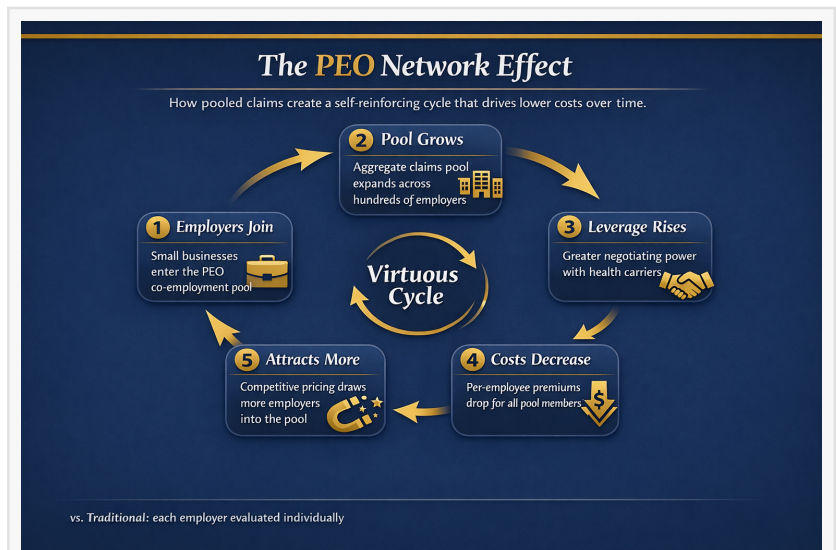 The PEO Network Effect
How pooled claims create a self-reinforcing cycle that drives lower costs over time.
1 Employers Join
Small businesses
enter the PEO
co-employment pool
2 Pool Grows
Aggregate claims pool
expands across
hundreds of employers
3 Leverage Rises
Greater negotiating power
with health carriers
4 Costs Decrease
Per-employee premiums
drop for all pool members
$
5 Attracts More
Competitive pricing draws
more employers
into the pool
Virtuous
Cycle
vs. Traditional: each employer evaluated individually